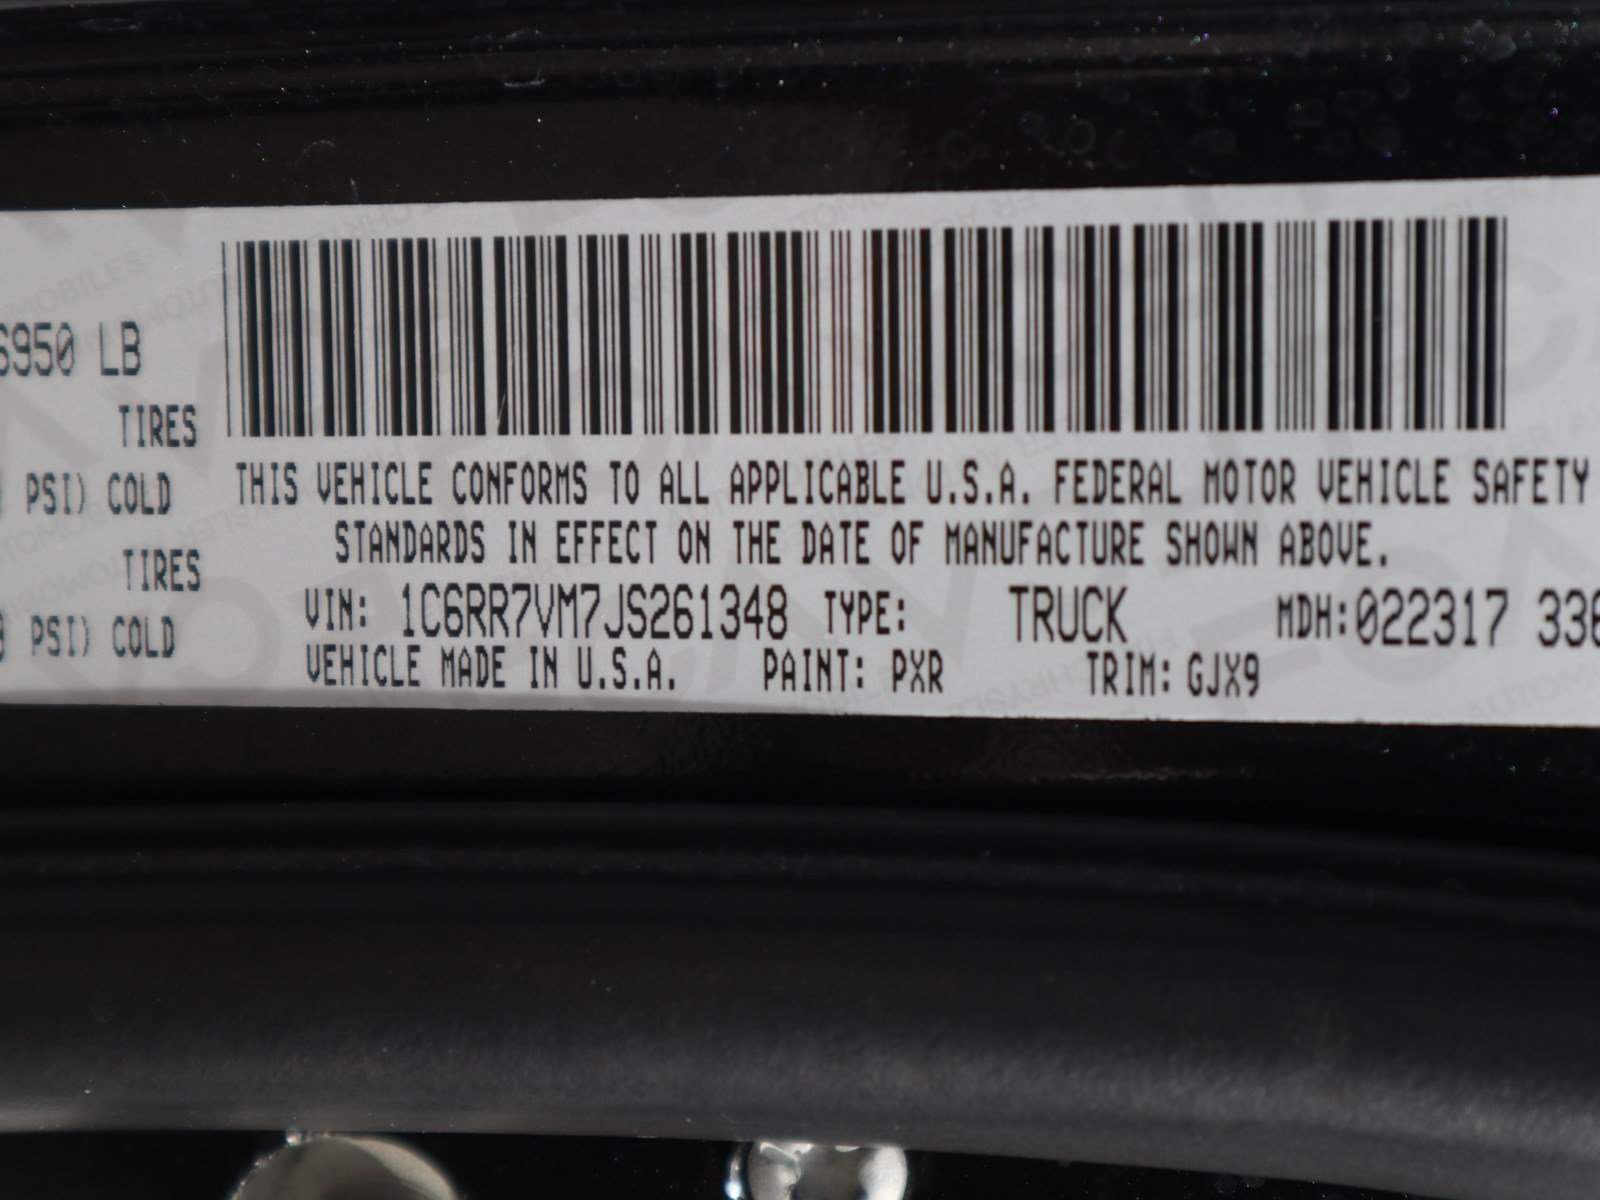 6950 LB
TIRES
PSI) COLD
TIRES
PSI) COLD
THIS VEHICLE CONFORMS TO ALL APPLICABLE U.S.A. FEDERAL MOTOR VEHICLE SAFETY
STANDARDS IN EFFECT ON THE DATE OF MANUFACTURE SHOWN ABOVE.
VIN: 1C6RR7VM7JS261348 TYPE: TRUCK MDH:022317 336
VEHICLE MADE IN U.S.A. PAINT: PXR TRIM: GJX9